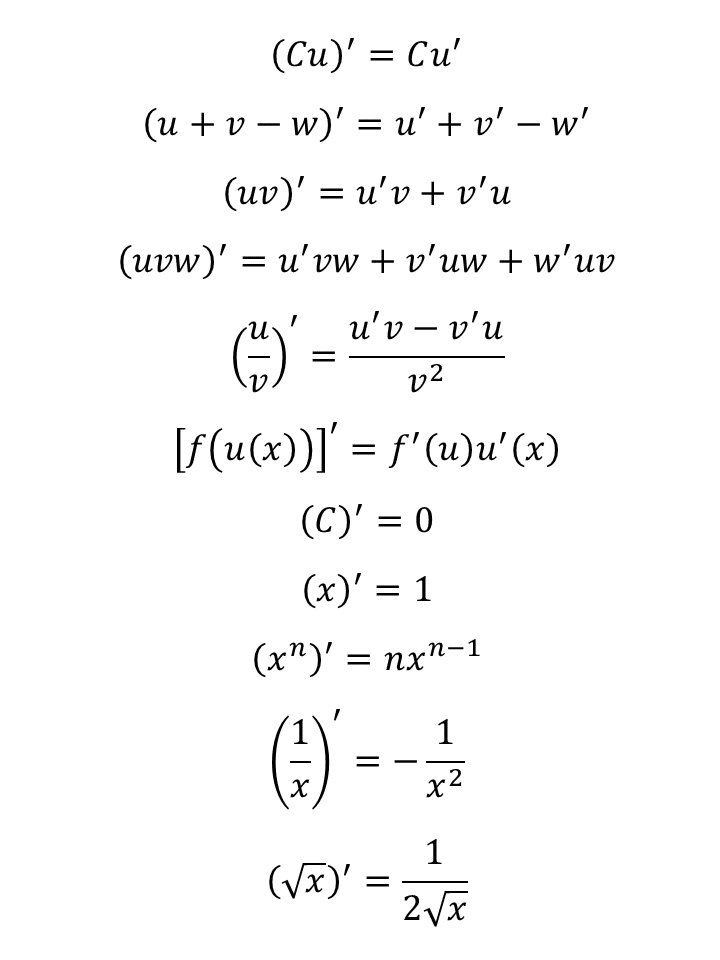 (Cu)′ = Cu′
(u + v − w)′ = u′ + v′ − w′
(uv)′ = u′v + v′u
(uvw)′ = u′vw + v′uw + w′uv
(u/v)′ = (u′v − v′u)/v²
[f(u(x))]′ = f′(u)u′(x)
(C)′ = 0
(x)′ = 1
(xⁿ)′ = nxⁿ⁻¹
(1/x)′ = −1/x²
(√x)′ = 1/(2√x)